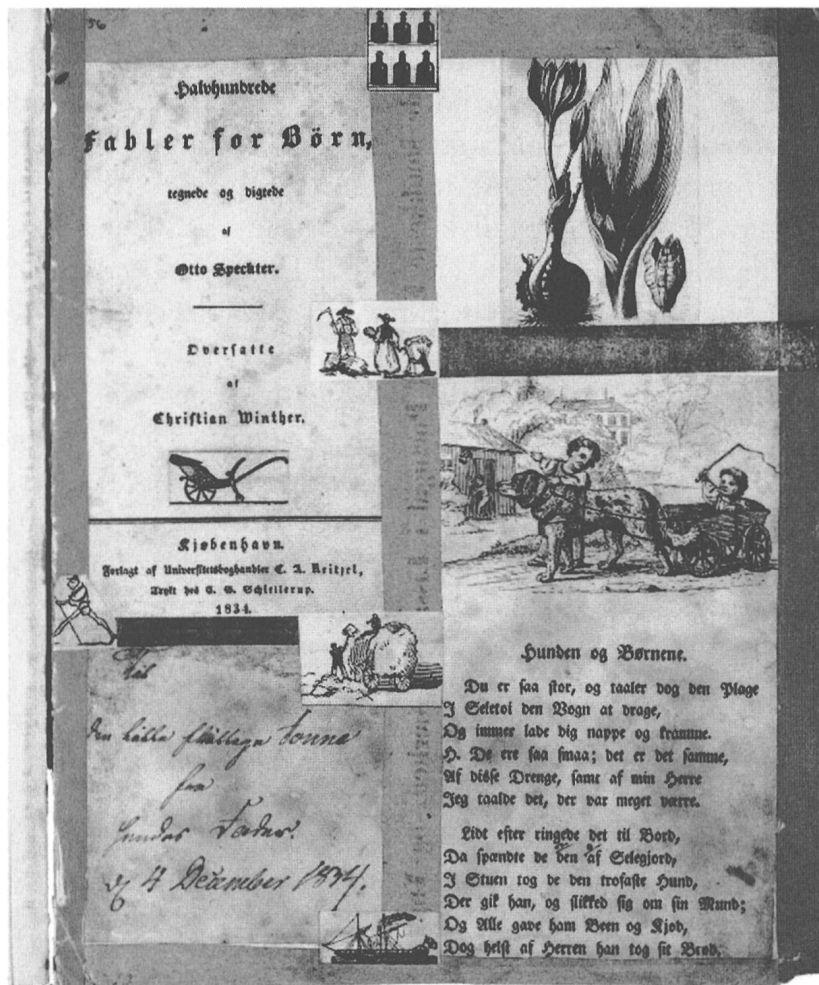 56
Halvhundrede
Fabler for Börn,
tegnede og digtede
af
Otto Speckter.
Oversatte
af
Christian Winther.
Kjøbenhavn.
Forlagt af Universitetsboghandler C. A. Reitzel,
Trykt hos C. G. Schiellerup.
1834.
Til
den lille
fra
hendes Fader.
4 December 1834.
Hunden og Børnene.
Du er saa stor, og taaler dog den Plage
I Seletøi den Vogn at drage,
Og immer lade dig nappe og kramme.
H. De ere saa smaa; det er det samme,
Af disse Drenge, samt af min Herre
Jeg taalde det, der var meget værre.
Lidt efter ringede det til Bord,
Da spændte de den af Selegjord,
I Stuen tog de den trofaste Hund,
Der gik han, og slikked sig om sin Mund;
Og Alle gave ham Been og Kjød,
Dog helst af Herren han tog sit Brød.